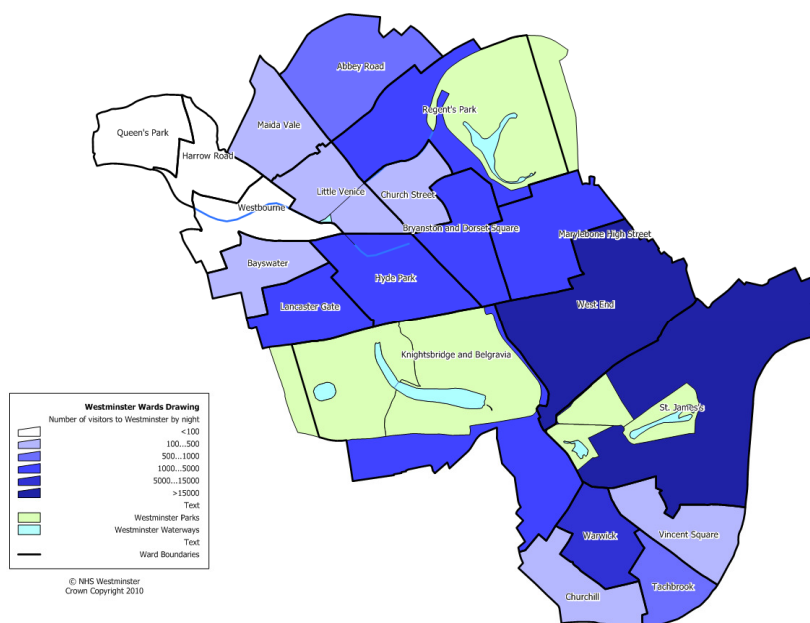 Abbey Road
Regent's Park
Maida Vale
Queen's Park
Harrow Road
Little Venice
Church Street
Westbourne
Bryanston and Dorset Square
Marylebone High Street
Bayswater
Hyde Park
Lancaster Gate
West End
Knightsbridge and Belgravia
St. James's
Warwick
Vincent Square
Tachbrook
Churchill
Westminster Wards Drawing
Number of visitors to Westminster by night
<100
100...500
500...1000
1000...5000
5000...15000
>15000
Text
Westminster Parks
Westminster Waterways
Text
Ward Boundaries
© NHS Westminster
Crown Copyright 2010